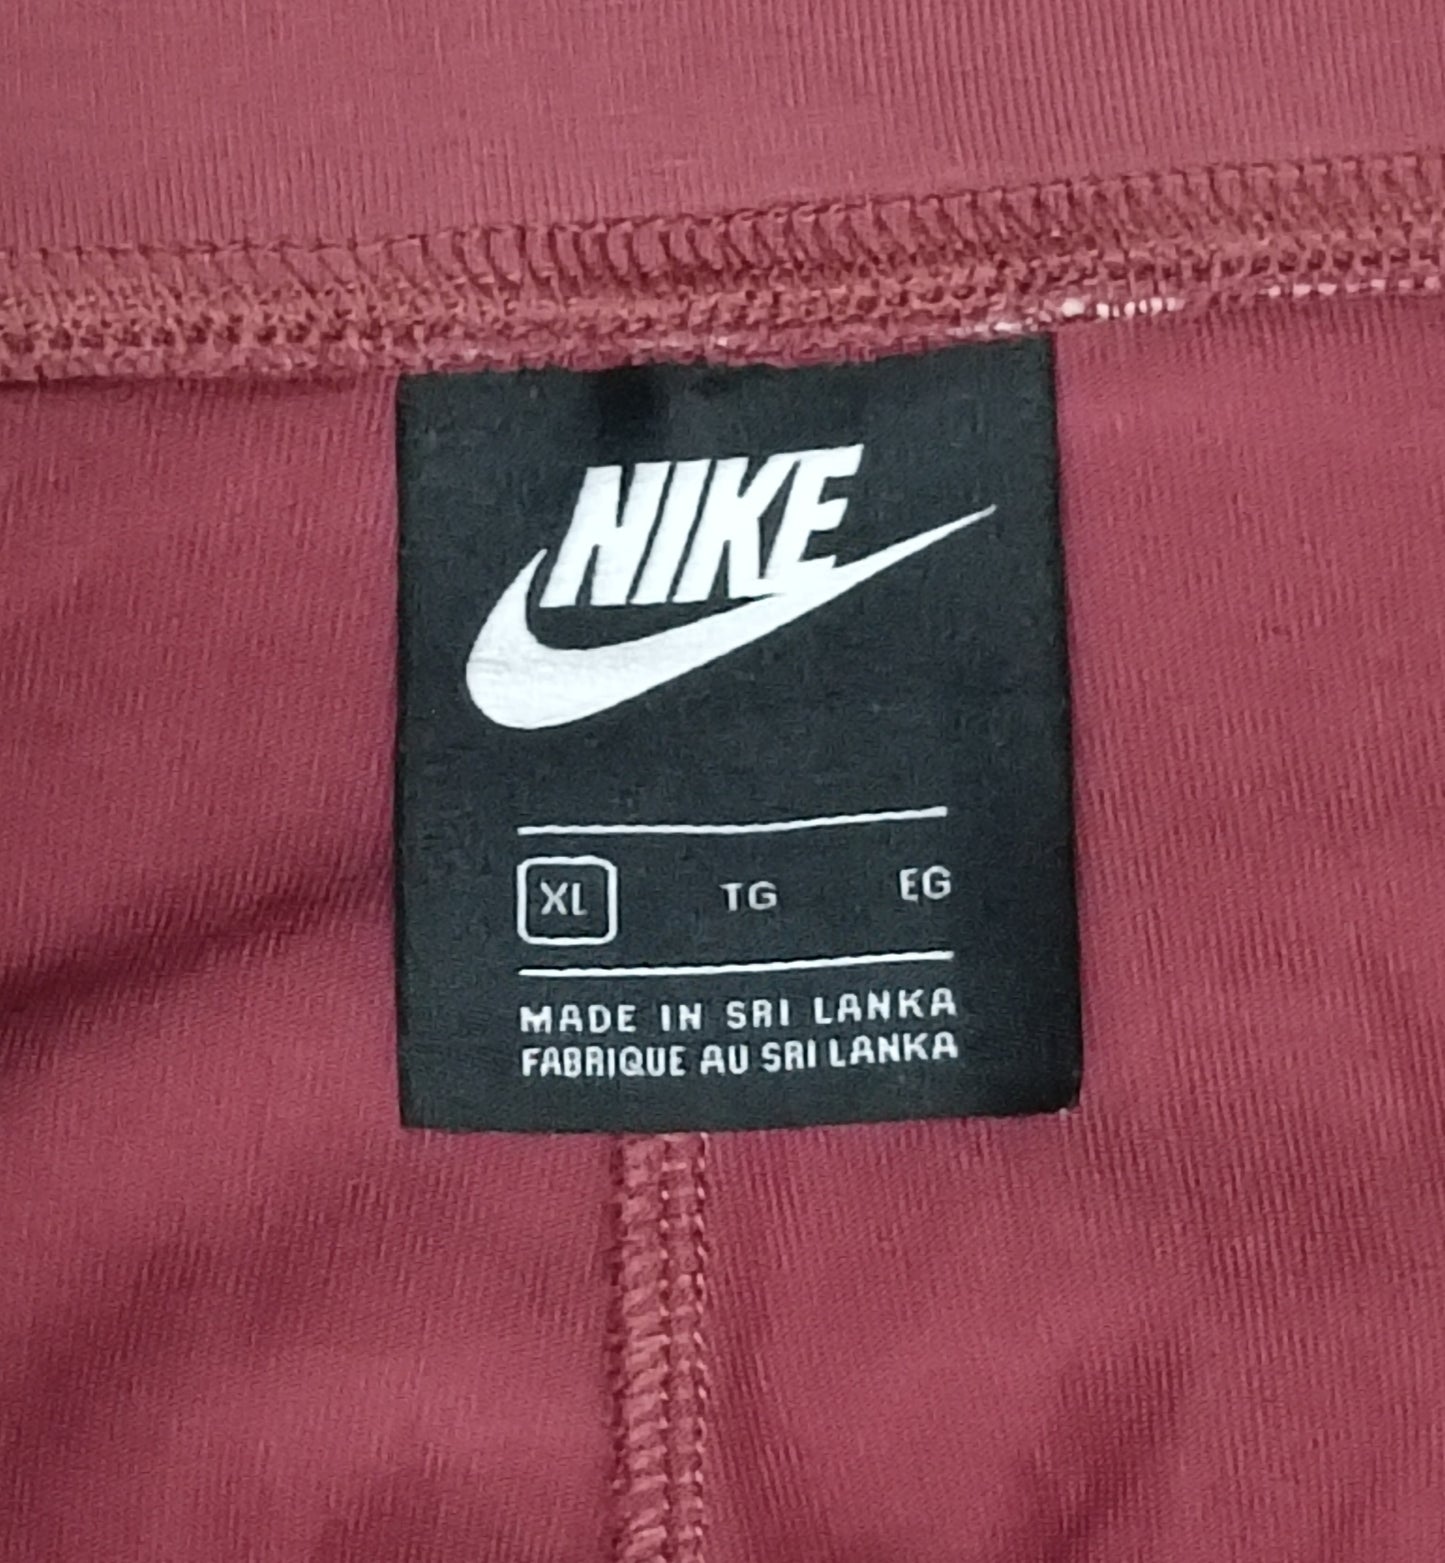 NIKE
XL TG EG
MADE IN SRI LANKA
FABRIQUE AU SRI LANKA